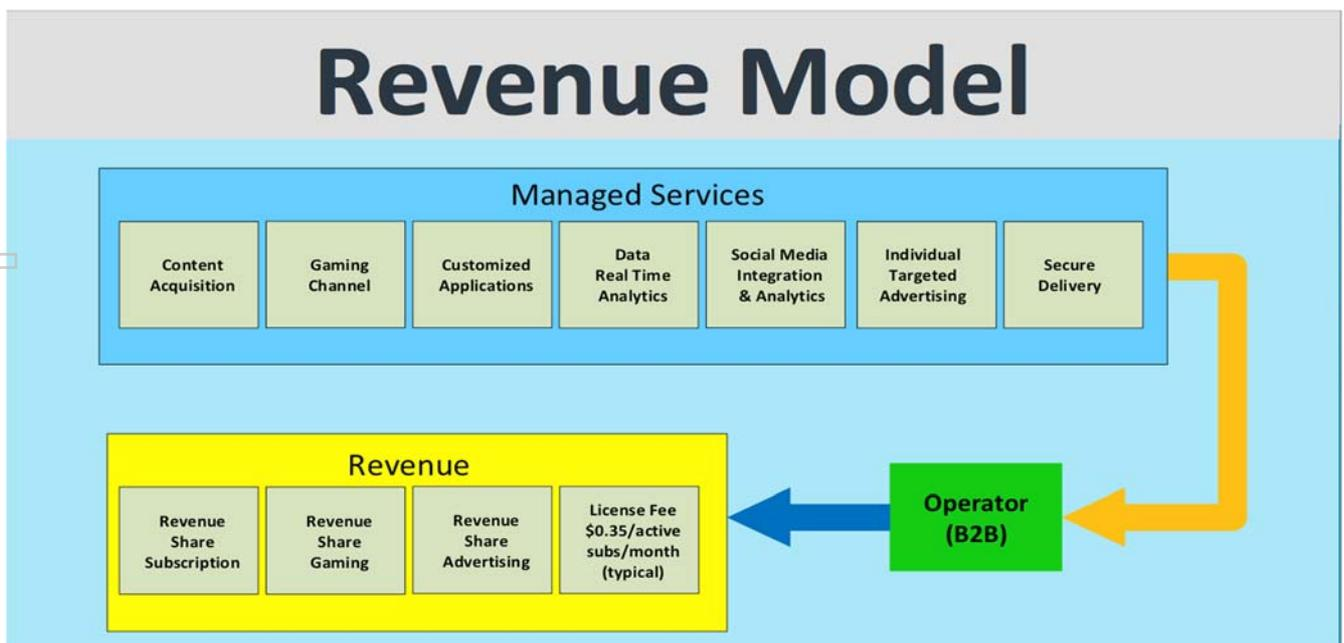 Revenue Model
Managed Services
Content
Acquisition
Gaming
Channel
Customized
Applications
Data
Real Time
Analytics
Social Media
Integration
& Analytics
Individual
Targeted
Advertising
Secure
Delivery
Revenue
Revenue
Share
Subscription
Revenue
Share
Gaming
Revenue
Share
Advertising
License Fee
$0.35/active
subs/month
(typical)
Operator
(B2B)